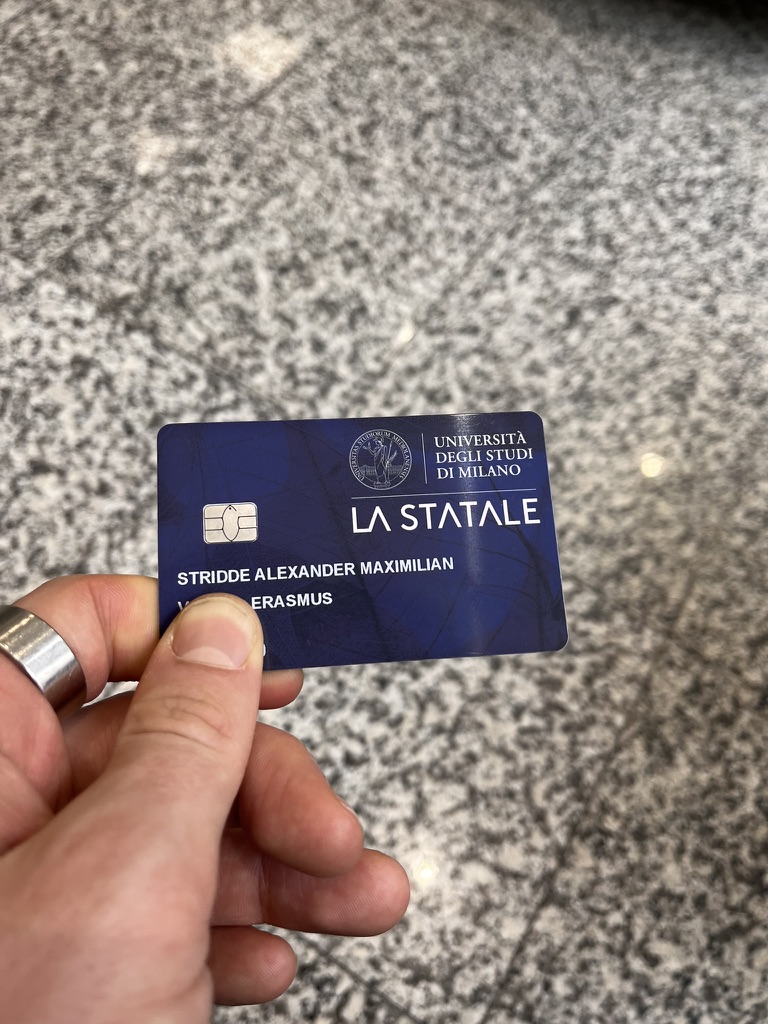 UNIVERSITÀ
DEGLI STUDI
DI MILANO
LA STATALE
STRIDDE ALEXANDER MAXIMILIAN
ERASMUS